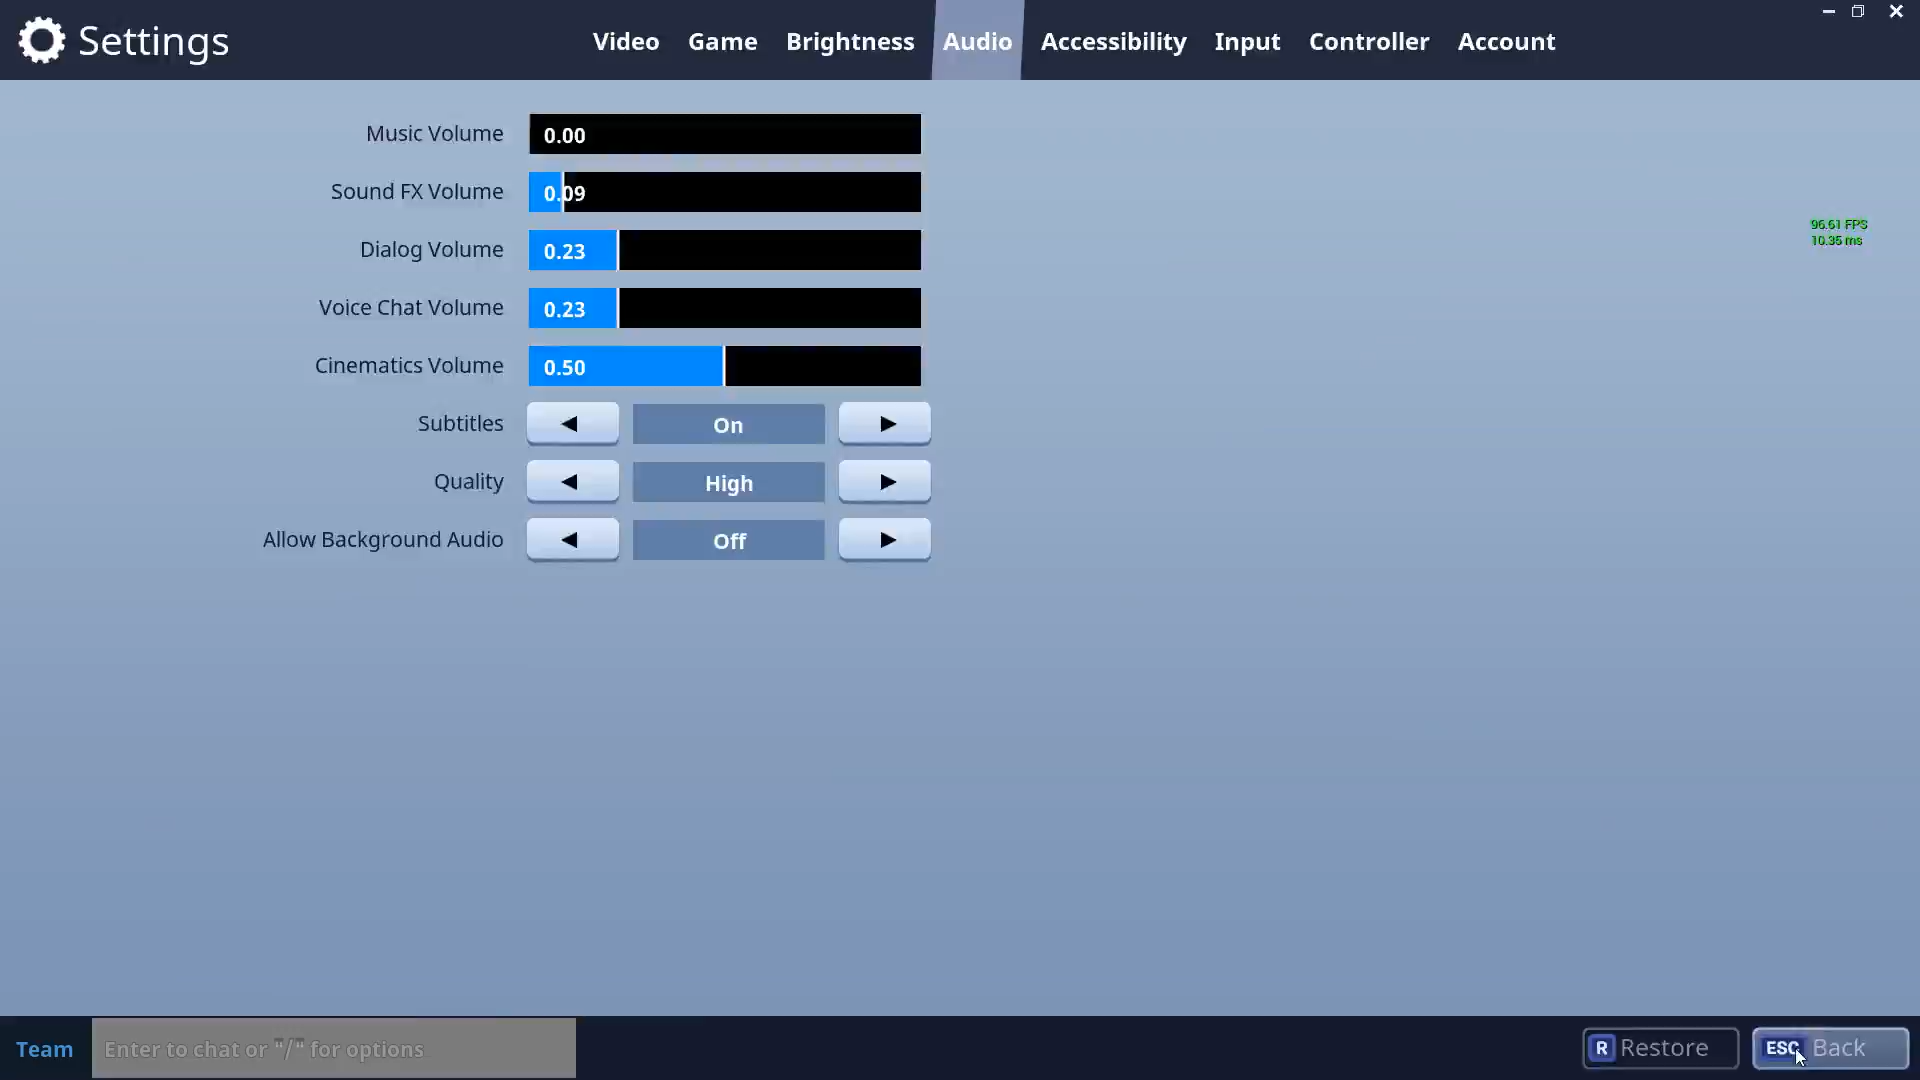 Settings
Video Game Brightness Audio Accessibility Input Controller Account
Music Volume 0.00
Sound FX Volume 0.09
96.61 FPS
10.35 ms
Dialog Volume 0.23
Voice Chat Volume 0.23
Cinematics Volume 0.50
Subtitles On
Quality High
Allow Background Audio Off
Team Enter to chat or "/" for options
R Restore ESC Back